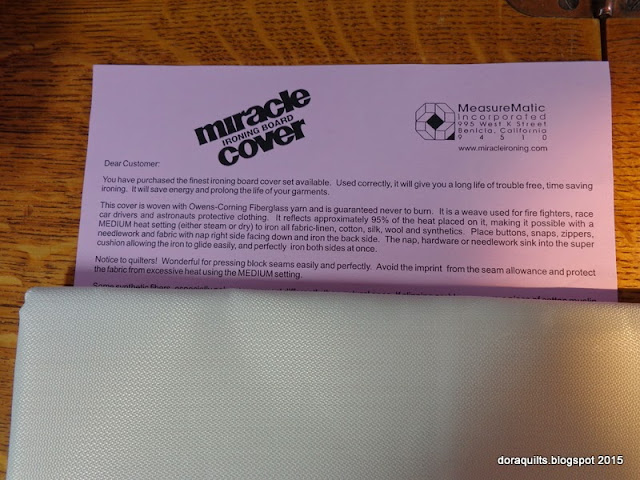 miracle
IRONING BOARD
cover
MeasureMatic
incorporated
995 West K Street
Benicia, California
94510
www.miracleironing.com
Dear Customer:
You have purchased the finest ironing board cover set available. Used correctly, it will give you a long life of trouble free, time saving
ironing. It will save energy and prolong the life of your garments.
This cover is woven with Owens-Corning Fiberglass yarn and is guaranteed never to burn. It is a weave used for fire fighters, race
car drivers and astronauts protective clothing. It reflects approximately 95% of the heat placed on it, making it possible with a
MEDIUM heat setting (either steam or dry) to iron all fabric-linen, cotton, silk, wool and synthetics. Place buttons, snaps, zippers,
needlework and fabric with nap right side facing down and iron the back side. The nap, hardware or needlework sink into the super
cushion allowing the iron to glide easily, and perfectly iron both sides at once.
Notice to quilters! Wonderful for pressing block seams easily and perfectly. Avoid the imprint from the seam allowance and protect
the fabric from excessive heat using the MEDIUM setting.
Some synthetic fibers,
doraquilts.blogspot 2015